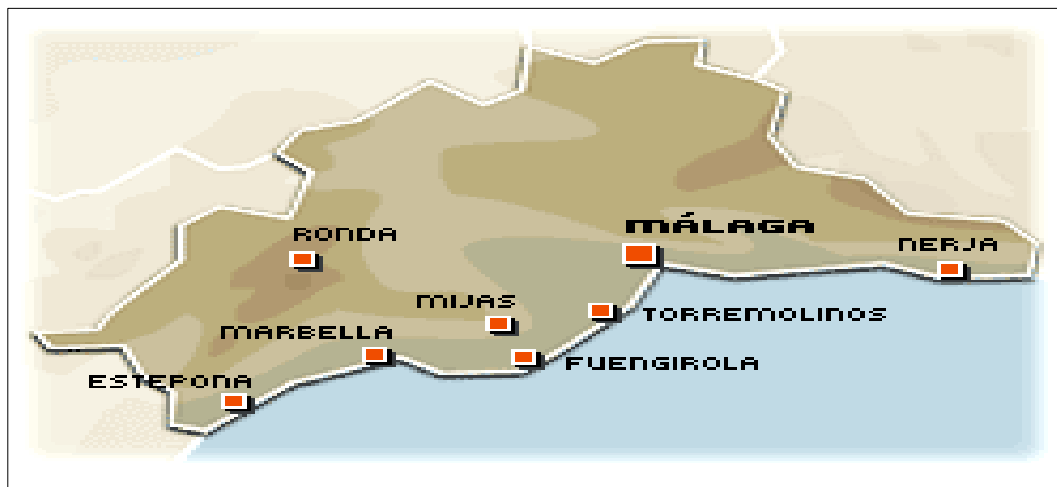 MÁLAGA
RONDA
NERJA
MIJAS
TORREMOLINOS
MARBELLA
FUENGIROLA
ESTEPONA